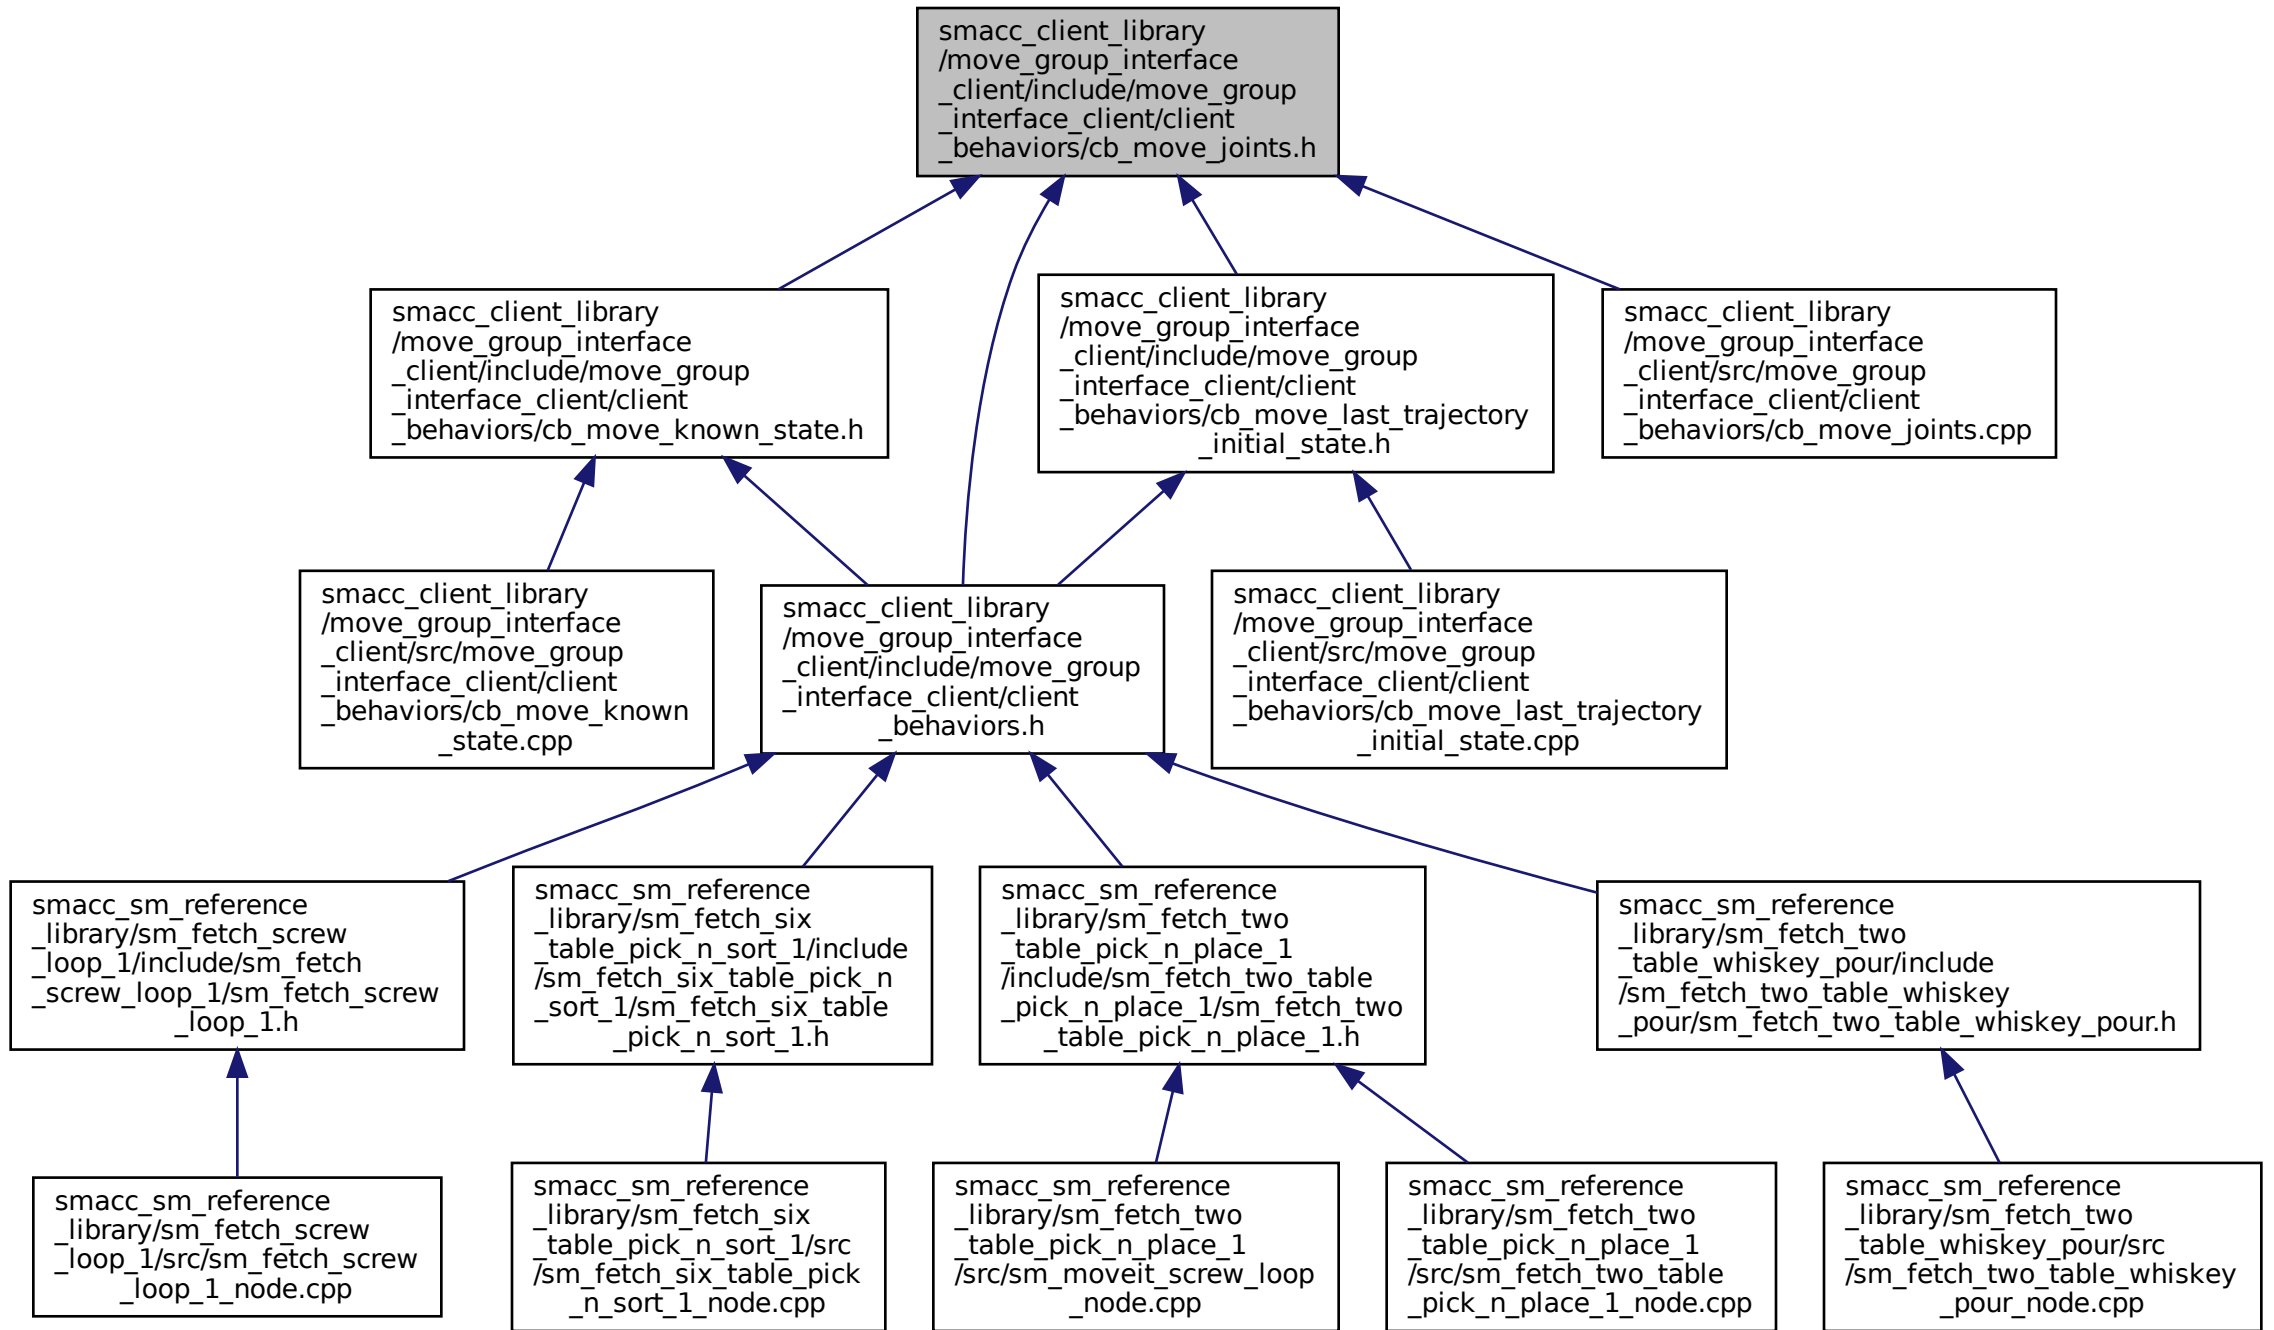 smacc_client_library
/move_group_interface
_client/include/move_group
_interface_client/client
_behaviors/cb_move_joints.h
smacc_client_library
/move_group_interface
_client/include/move_group
_interface_client/client
_behaviors/cb_move_known_state.h
smacc_client_library
/move_group_interface
_client/include/move_group
_interface_client/client
_behaviors/cb_move_last_trajectory
_initial_state.h
smacc_client_library
/move_group_interface
_client/src/move_group
_interface_client/client
_behaviors/cb_move_joints.cpp
smacc_client_library
/move_group_interface
_client/src/move_group
_interface_client/client
_behaviors/cb_move_known
_state.cpp
smacc_client_library
/move_group_interface
_client/include/move_group
_interface_client/client
_behaviors.h
smacc_client_library
/move_group_interface
_client/src/move_group
_interface_client/client
_behaviors/cb_move_last_trajectory
_initial_state.cpp
smacc_sm_reference
_library/sm_fetch_screw
_loop_1/include/sm_fetch
_screw_loop_1/sm_fetch_screw
_loop_1.h
smacc_sm_reference
_library/sm_fetch_six
_table_pick_n_sort_1/include
/sm_fetch_six_table_pick_n
_sort_1/sm_fetch_six_table
_pick_n_sort_1.h
smacc_sm_reference
_library/sm_fetch_two
_table_pick_n_place_1
/include/sm_fetch_two_table
_pick_n_place_1/sm_fetch_two
_table_pick_n_place_1.h
smacc_sm_reference
_library/sm_fetch_two
_table_whiskey_pour/include
/sm_fetch_two_table_whiskey
_pour/sm_fetch_two_table_whiskey_pour.h
smacc_sm_reference
_library/sm_fetch_screw
_loop_1/src/sm_fetch_screw
_loop_1_node.cpp
smacc_sm_reference
_library/sm_fetch_six
_table_pick_n_sort_1/src
/sm_fetch_six_table_pick
_n_sort_1_node.cpp
smacc_sm_reference
_library/sm_fetch_two
_table_pick_n_place_1
/src/sm_moveit_screw_loop
_node.cpp
smacc_sm_reference
_library/sm_fetch_two
_table_pick_n_place_1
/src/sm_fetch_two_table
_pick_n_place_1_node.cpp
smacc_sm_reference
_library/sm_fetch_two
_table_whiskey_pour/src
/sm_fetch_two_table_whiskey
_pour_node.cpp